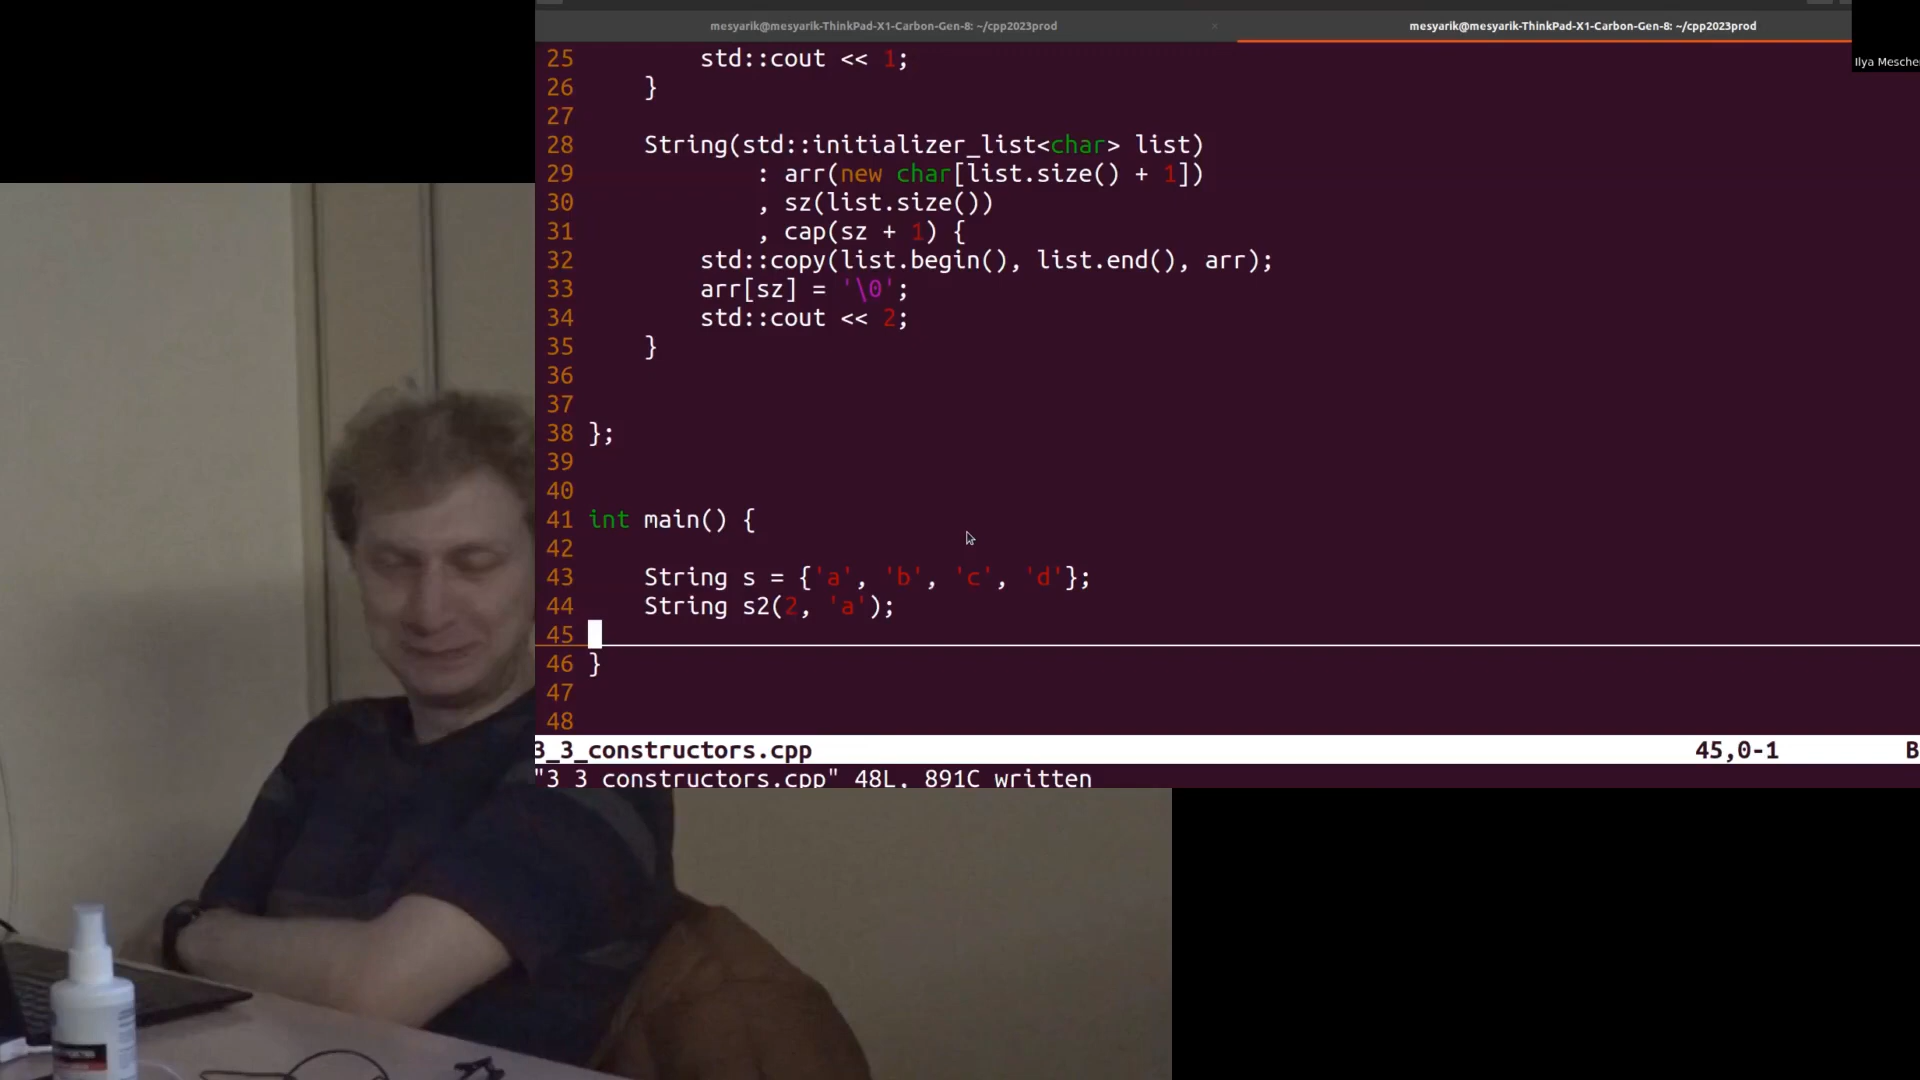 mesyarik@mesyarik-ThinkPad-X1-Carbon-Gen-8: ~/cpp2023prod × mesyarik@mesyarik-ThinkPad-X1-Carbon-Gen-8: ~/cpp2023prod
Ilya Mesche
25         std::cout << 1;
26     }
27
28     String(std::initializer_list<char> list)
29             : arr(new char[list.size() + 1])
30             , sz(list.size())
31             , cap(sz + 1) {
32         std::copy(list.begin(), list.end(), arr);
33         arr[sz] = '\0';
34         std::cout << 2;
35     }
36
37
38 };
39
40
41 int main() {
42
43     String s = {'a', 'b', 'c', 'd'};
44     String s2(2, 'a');
45
46 }
47
48
3_3_constructors.cpp 45,0-1 B
"3_3_constructors.cpp" 48L, 891C written